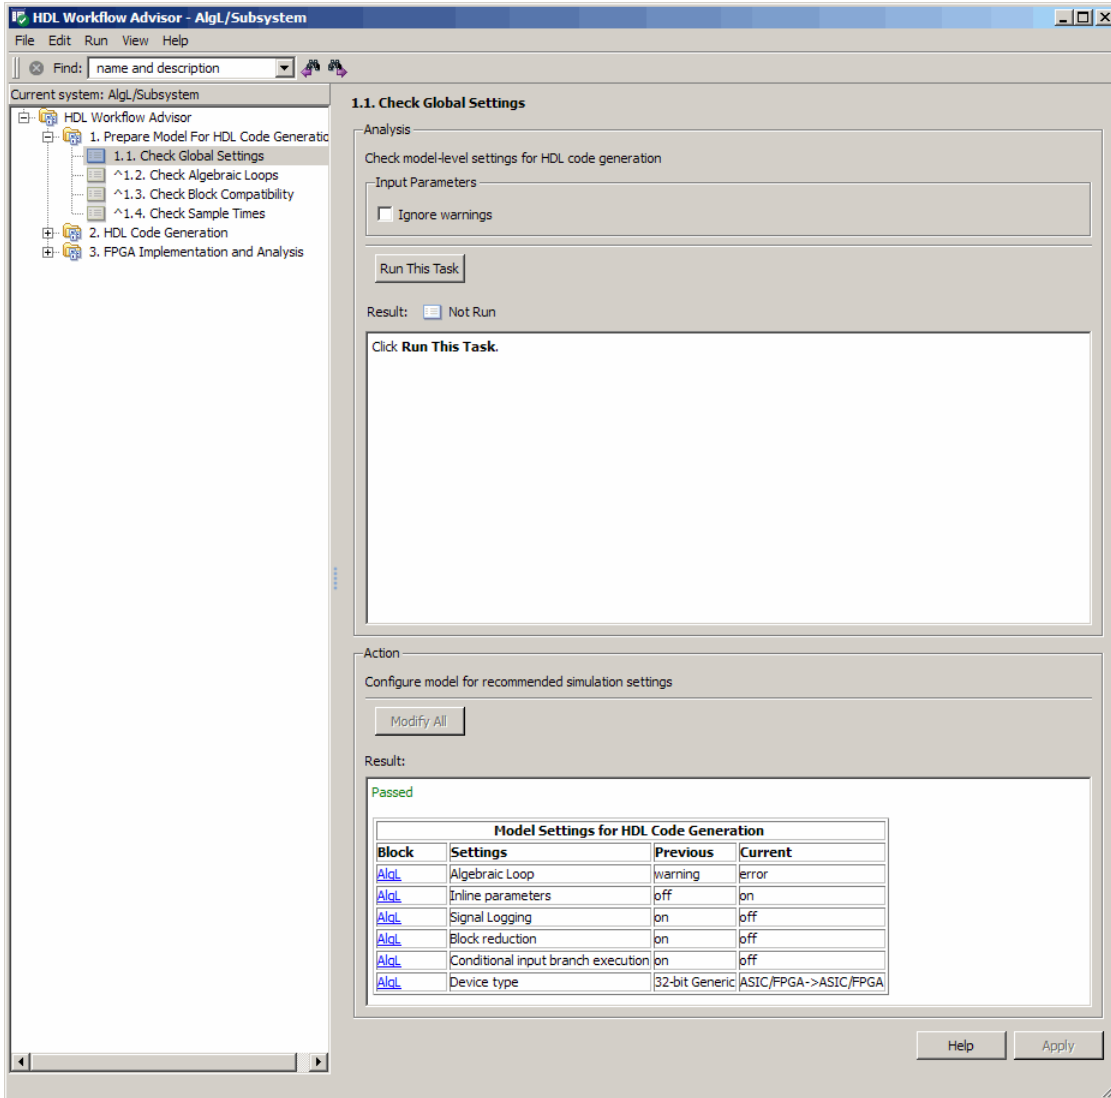 HDL Workflow Advisor - AlgL/Subsystem
File Edit Run View Help
Find: name and description
Current system: AlgL/Subsystem
HDL Workflow Advisor
1. Prepare Model For HDL Code Generatio
1.1. Check Global Settings
^1.2. Check Algebraic Loops
^1.3. Check Block Compatibility
^1.4. Check Sample Times
2. HDL Code Generation
3. FPGA Implementation and Analysis
1.1. Check Global Settings
Analysis
Check model-level settings for HDL code generation
Input Parameters
Ignore warnings
Run This Task
Result: Not Run
Click Run This Task.
Action
Configure model for recommended simulation settings
Modify All
Result:
Passed
Model Settings for HDL Code Generation
Block Settings Previous Current
AlgL Algebraic Loop warning error
AlgL Inline parameters off on
AlgL Signal Logging on off
AlgL Block reduction on off
AlgL Conditional input branch execution on off
AlgL Device type 32-bit Generic ASIC/FPGA->ASIC/FPGA
Help Apply